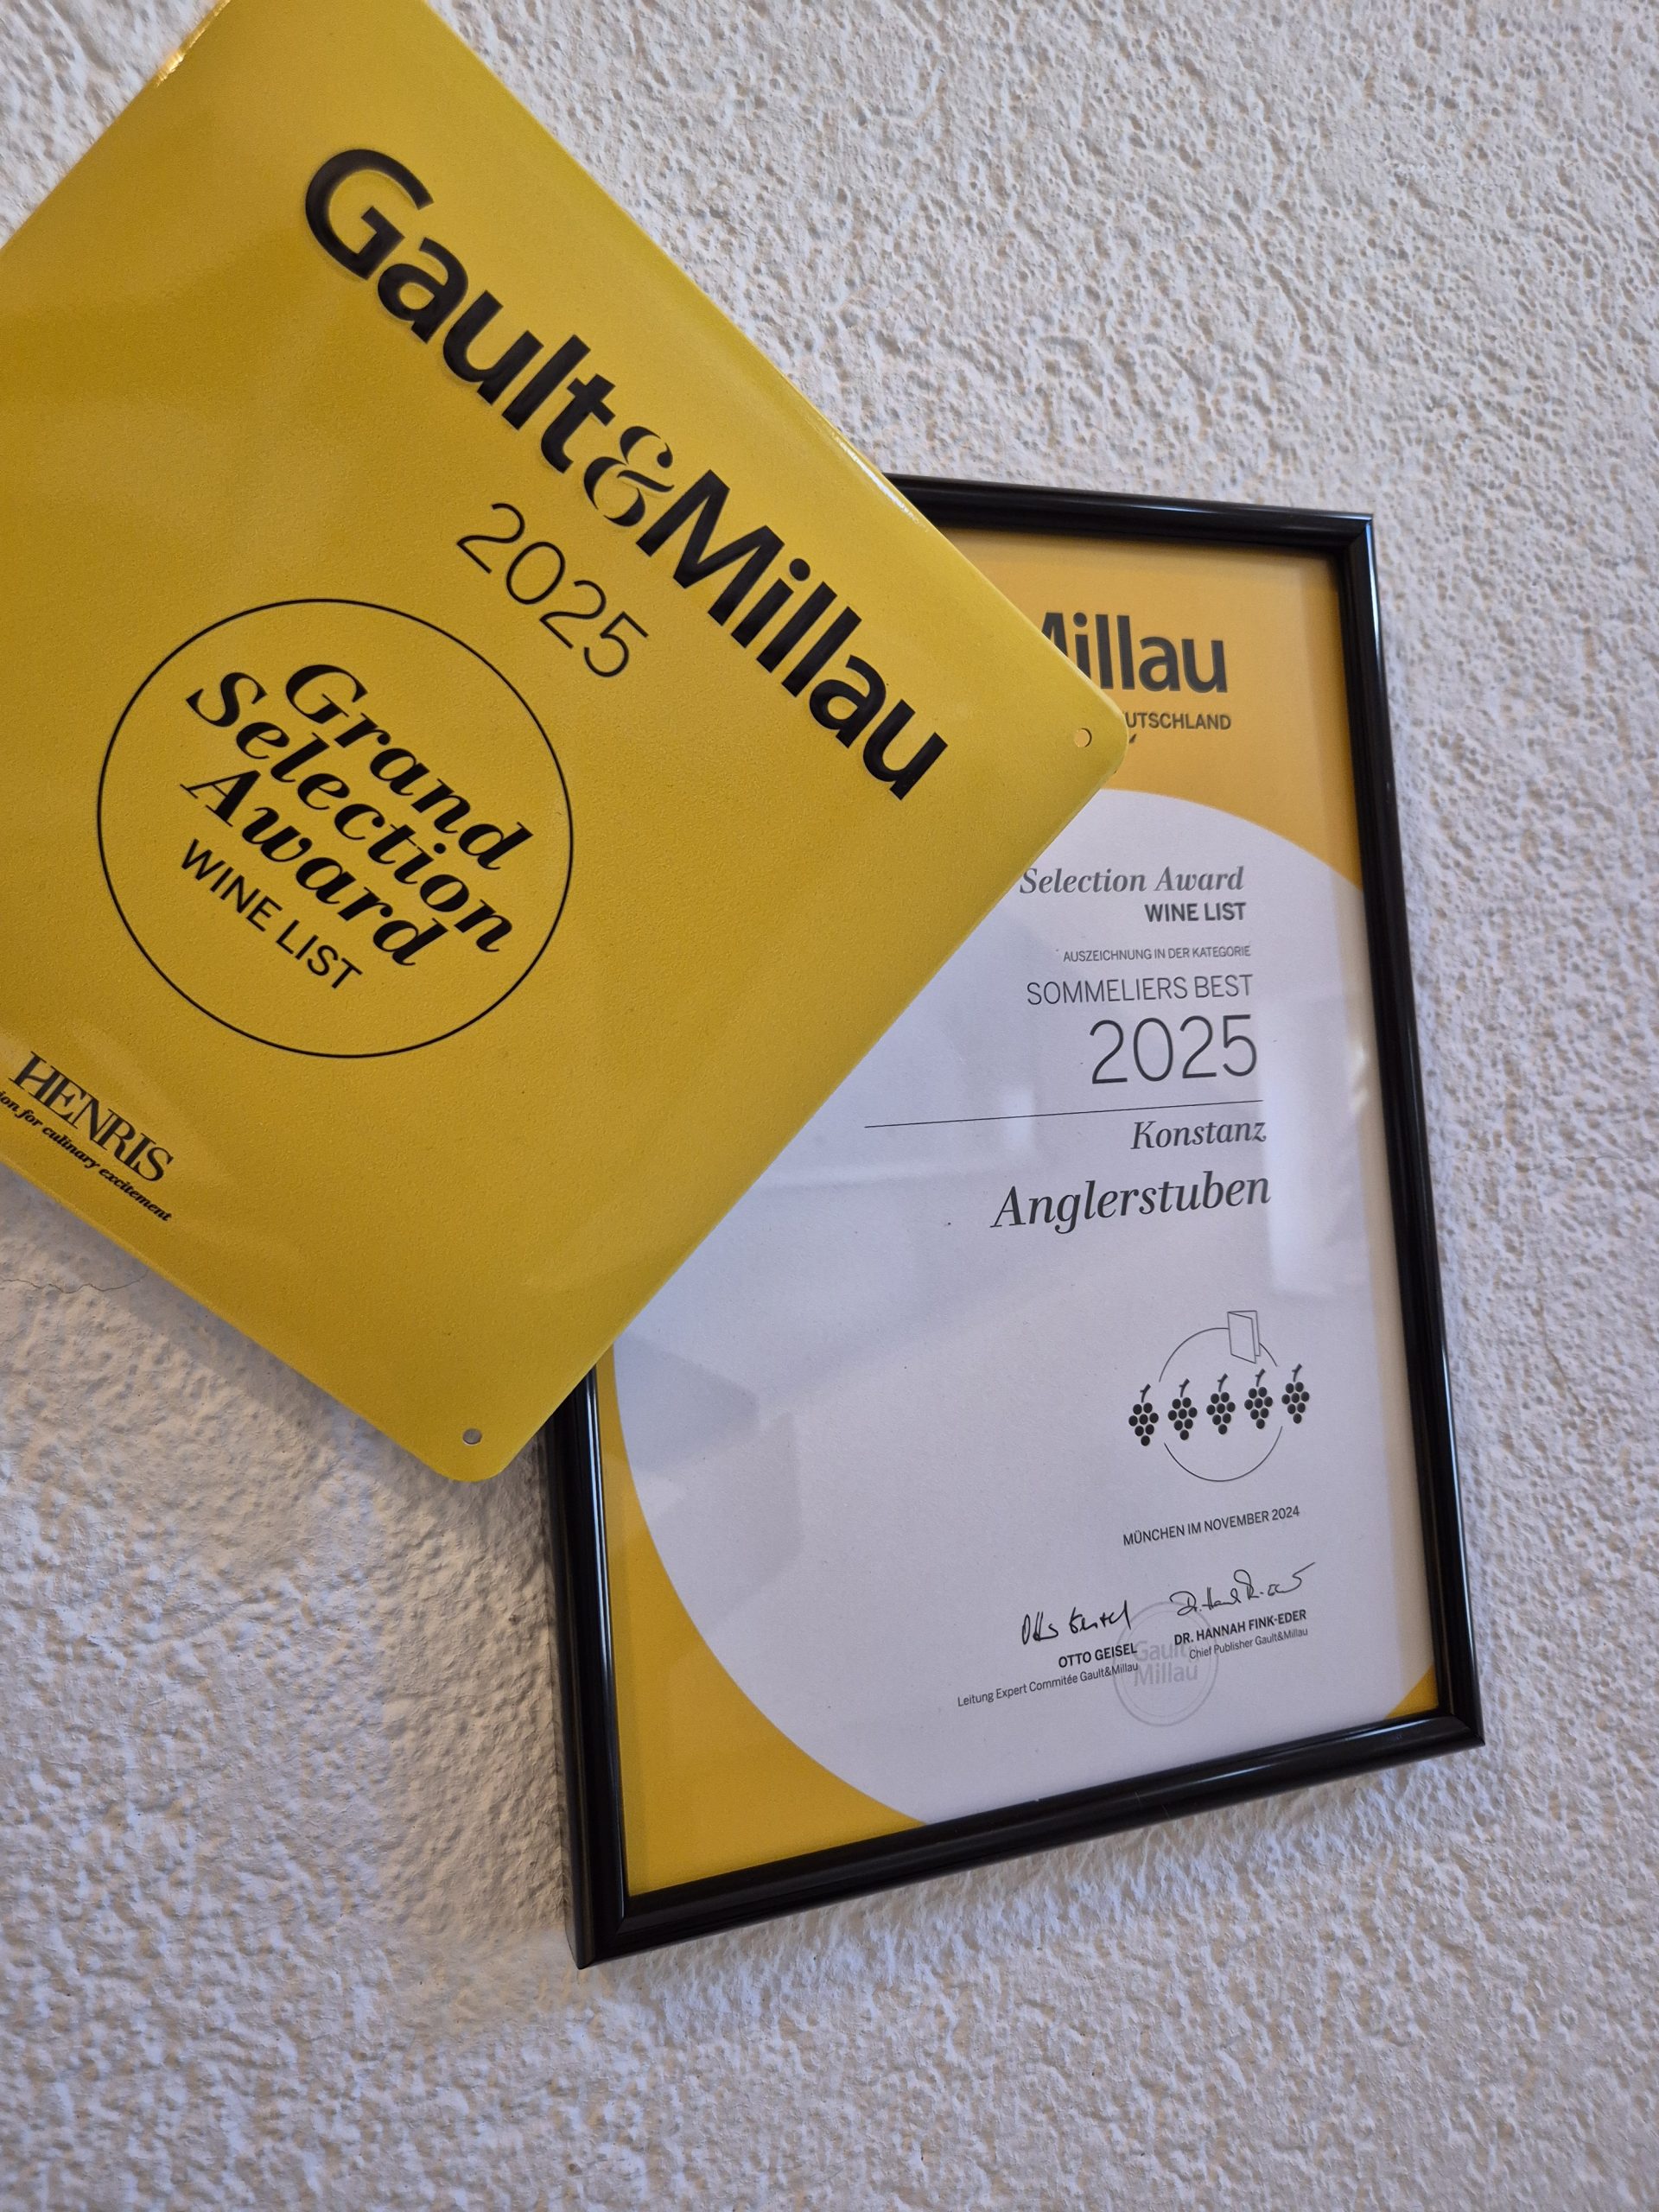 Gault&Millau
2025
Grand
Selection
Award
WINE LIST
HENRIS
for culinary excitement
Millau
Selection Award
WINE LIST
AUSZEICHNUNG IN DER KATEGORIE
SOMMELIERS BEST
2025
Konstanz
Anglerstuben
MÜNCHEN IM NOVEMBER 2024
OTTO GEISEL
Leitung Expert Commitée Gault&Millau
DR. HANNAH FINK-EDER
Chief Publisher Gault&Millau
Gault
Millau